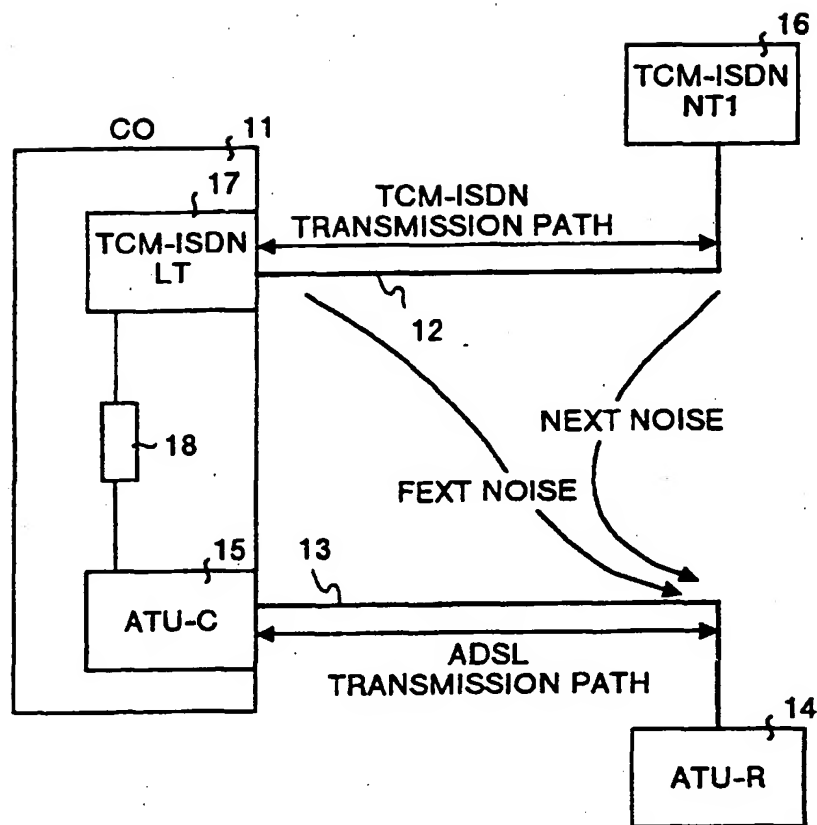 16
TCM-ISDN
NT1
CO
11
17
TCM-ISDN
LT
TCM-ISDN
TRANSMISSION PATH
12
18
NEXT NOISE
FEXT NOISE
15
ATU-C
13
ADSL
TRANSMISSION PATH
14
ATU-R